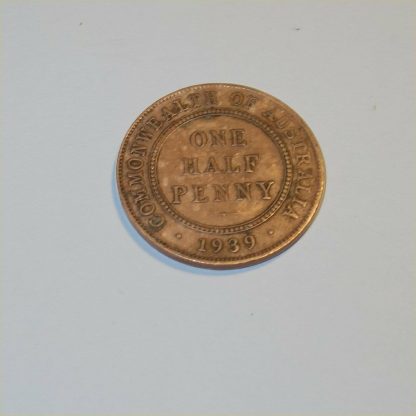 COMMONWEALTH OF AUSTRALIA
ONE
HALF
PENNY
· 1939 ·